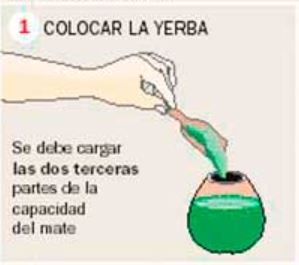 1 COLOCAR LA YERBA
Se debe cargar
las dos terceras
partes de la
capacidad
del mate